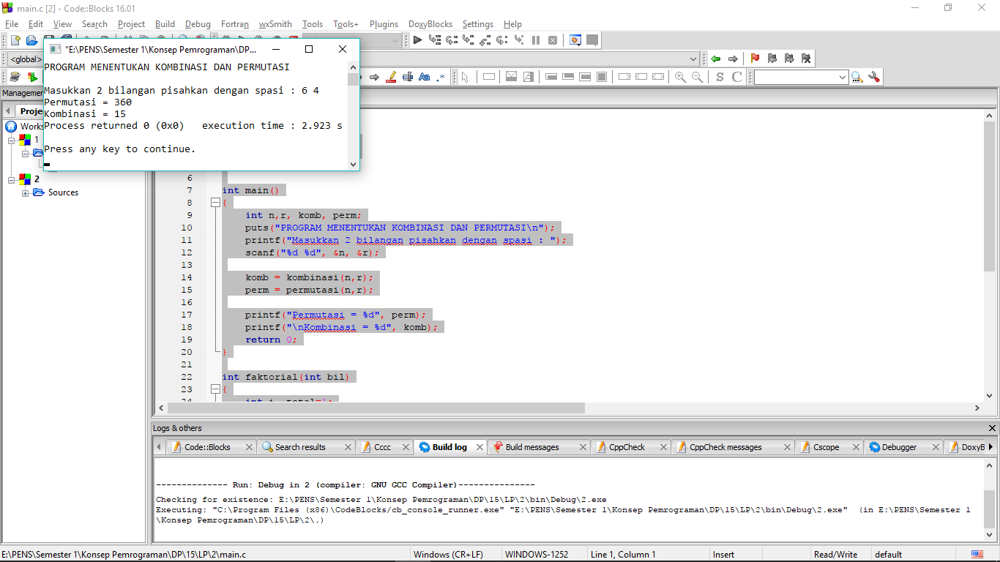 main.c [2] - Code::Blocks 16.01
File Edit View Search Project Build Debug Fortran wxSmith Tools Tools+ Plugins DoxyBlocks Settings Help
"E:\PENS\Semester 1\Konsep Pemrograman\DP...
<global>
PROGRAM MENENTUKAN KOMBINASI DAN PERMUTASI
Masukkan 2 bilangan pisahkan dengan spasi : 6 4
Permutasi = 360
Kombinasi = 15
Process returned 0 (0x0)   execution time : 2.923 s
Press any key to continue.
Management
Proje
Works
1
2
Sources
6
7 int main()
8 {
9 int n,r, komb, perm;
10 puts("PROGRAM MENENTUKAN KOMBINASI DAN PERMUTASI\n");
11 printf("Masukkan 2 bilangan pisahkan dengan spasi : ");
12 scanf("%d %d", &n, &r);
13
14 komb = kombinasi(n,r);
15 perm = permutasi(n,r);
16
17 printf("Permutasi = %d", perm);
18 printf("\nKombinasi = %d", komb);
19 return 0;
20 }
21
22 int faktorial(int bil)
23 {
24 int i, total=1;
Logs & others
Code::Blocks Search results Cccc Build log Build messages CppCheck CppCheck messages Cscope Debugger DoxyB
-------------- Run: Debug in 2 (compiler: GNU GCC Compiler)---------------
Checking for existence: E:\PENS\Semester 1\Konsep Pemrograman\DP\15\LP\2\bin\Debug\2.exe
Executing: "C:\Program Files (x86)\CodeBlocks/cb_console_runner.exe" "E:\PENS\Semester 1\Konsep Pemrograman\DP\15\LP\2\bin\Debug\2.exe"  (in E:\PENS\Semester 1
\Konsep Pemrograman\DP\15\LP\2\.)
E:\PENS\Semester 1\Konsep Pemrograman\DP\15\LP\2\main.c Windows (CR+LF) WINDOWS-1252 Line 1, Column 1 Insert Read/Write default